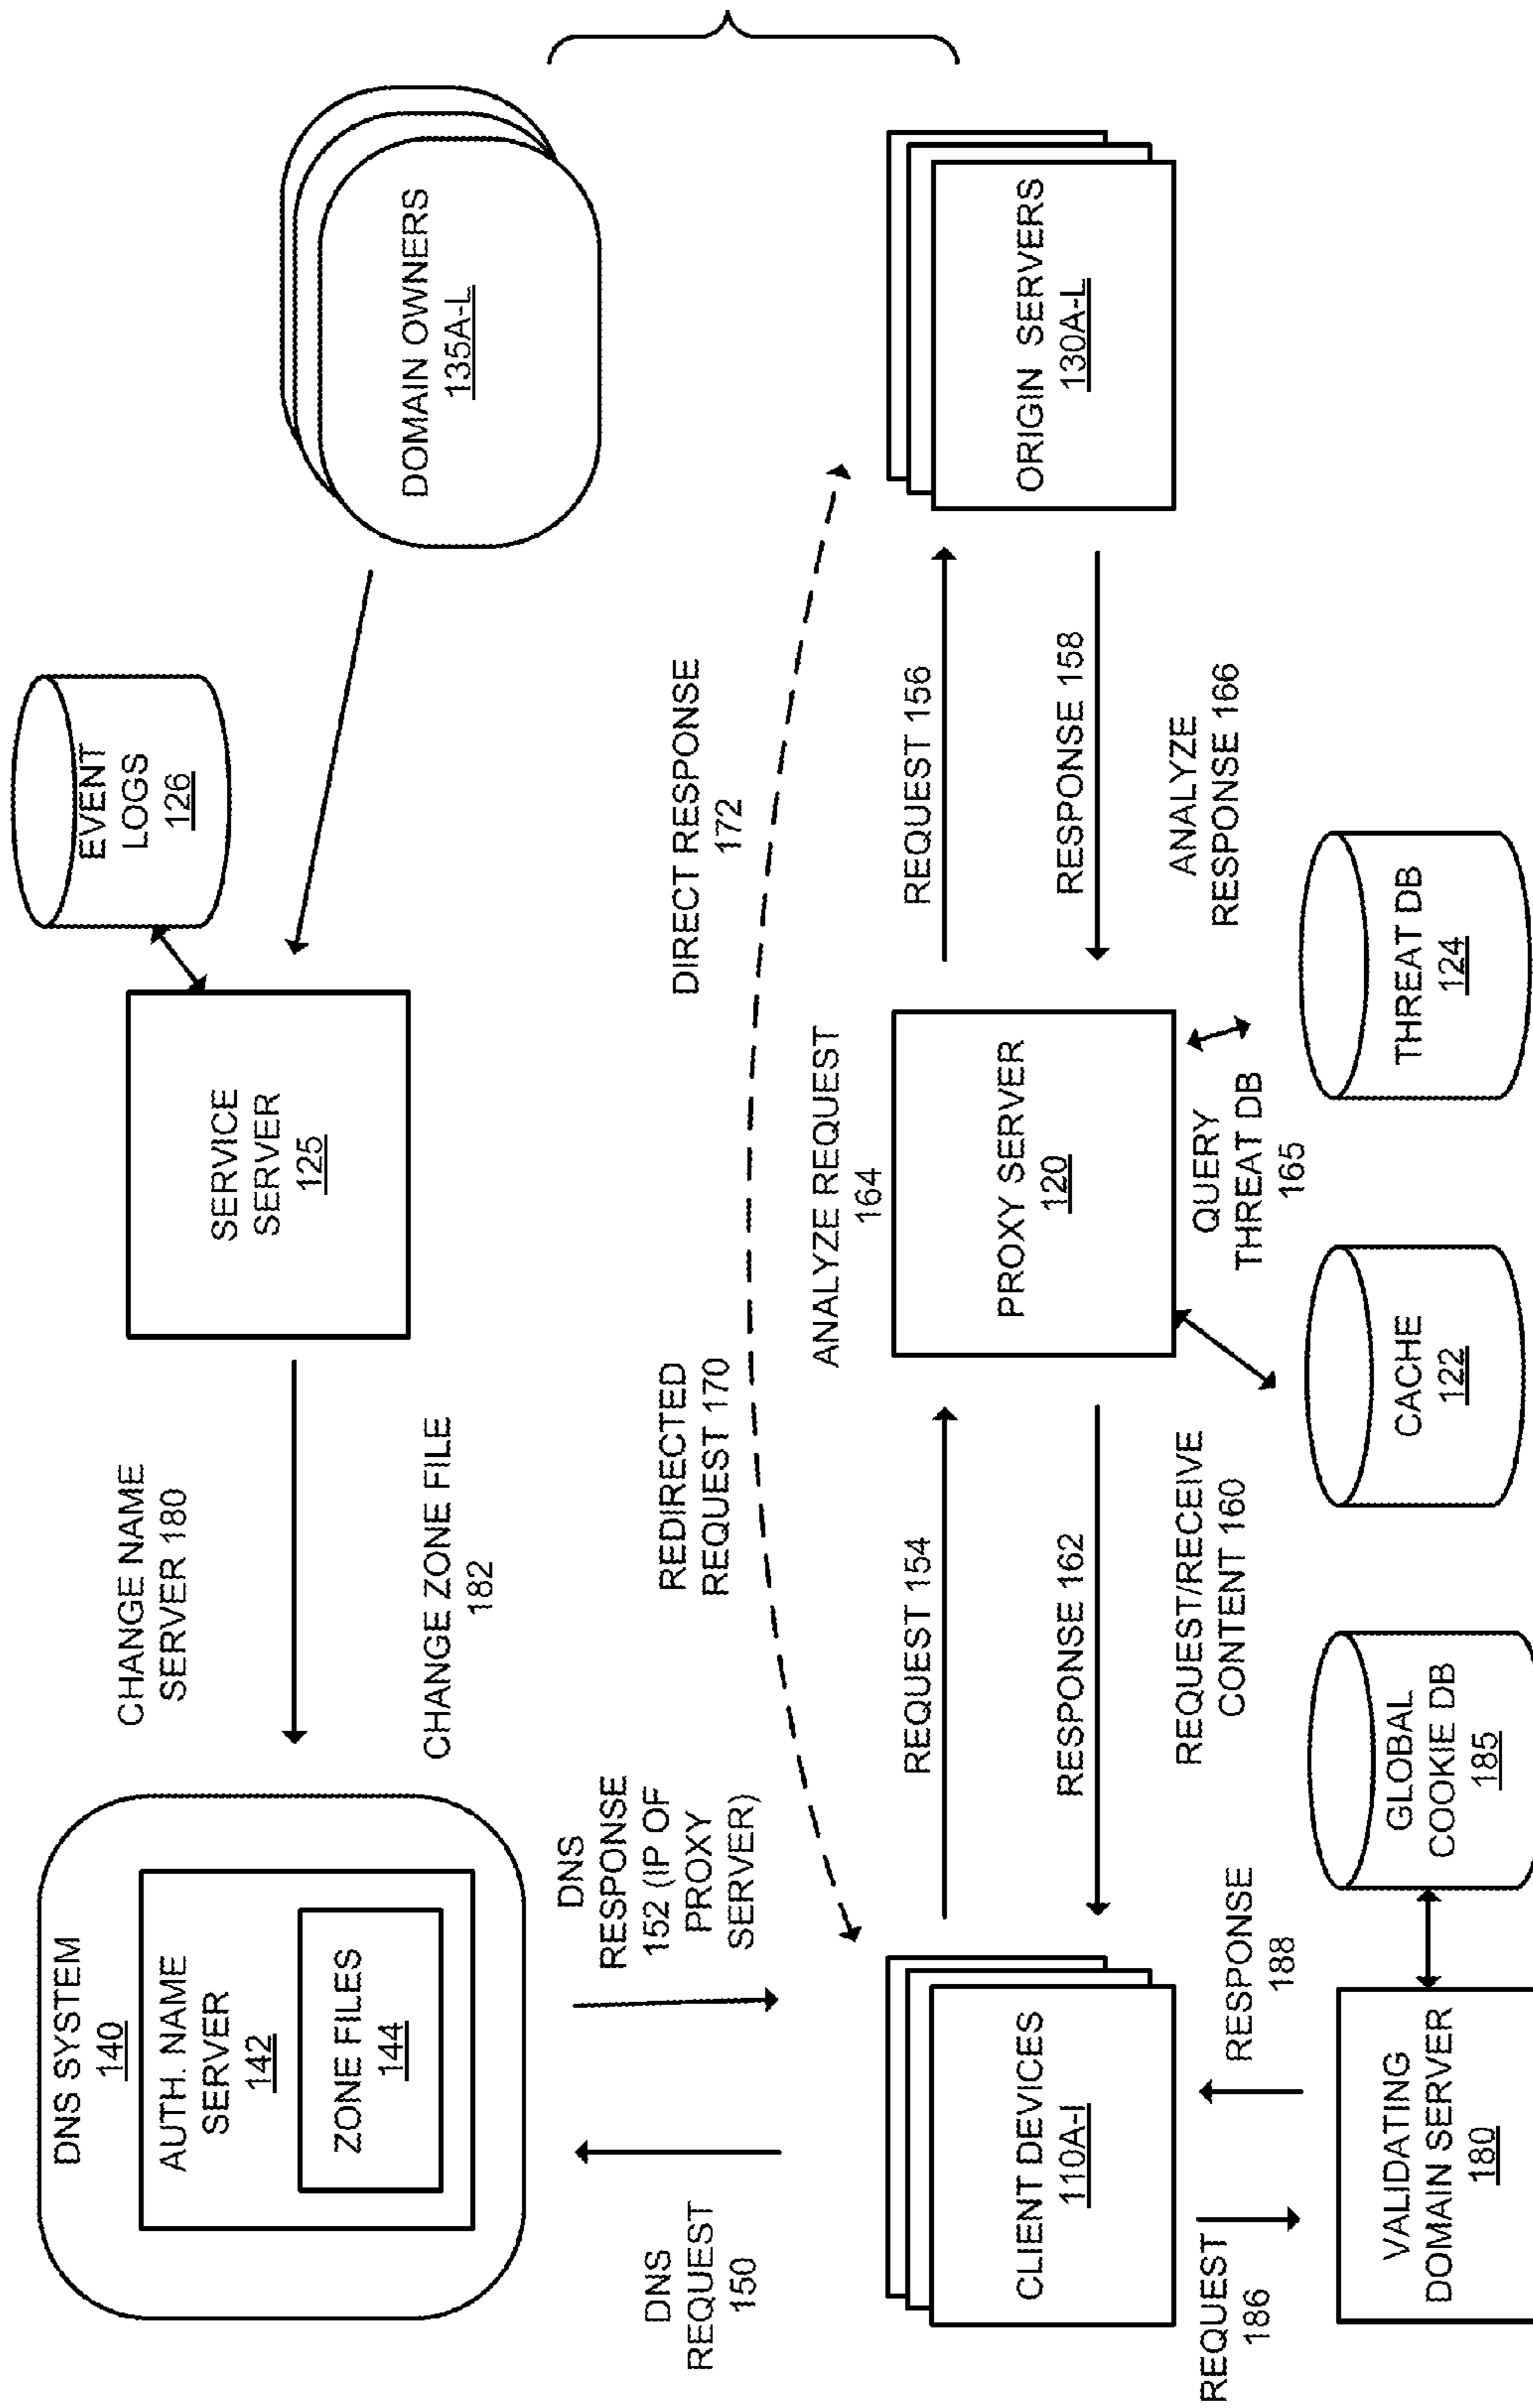 DNS SYSTEM
140
AUTH. NAME
SERVER
142
ZONE FILES
144
CHANGE NAME
SERVER 180
CHANGE ZONE FILE
182
SERVICE
SERVER
125
EVENT
LOGS
126
DOMAIN OWNERS
135A-L
DNS
REQUEST
150
DNS
RESPONSE
152 (IP OF
PROXY
SERVER)
REDIRECTED
REQUEST 170
DIRECT RESPONSE
172
CLIENT DEVICES
110A-I
REQUEST 154
RESPONSE 162
ANALYZE REQUEST
164
PROXY SERVER
120
REQUEST 156
RESPONSE 158
ANALYZE
RESPONSE 166
ORIGIN SERVERS
130A-L
REQUEST
186
RESPONSE
188
REQUEST/RECEIVE
CONTENT 160
QUERY
THREAT DB
165
VALIDATING
DOMAIN SERVER
180
GLOBAL
COOKIE DB
185
CACHE
122
THREAT DB
124